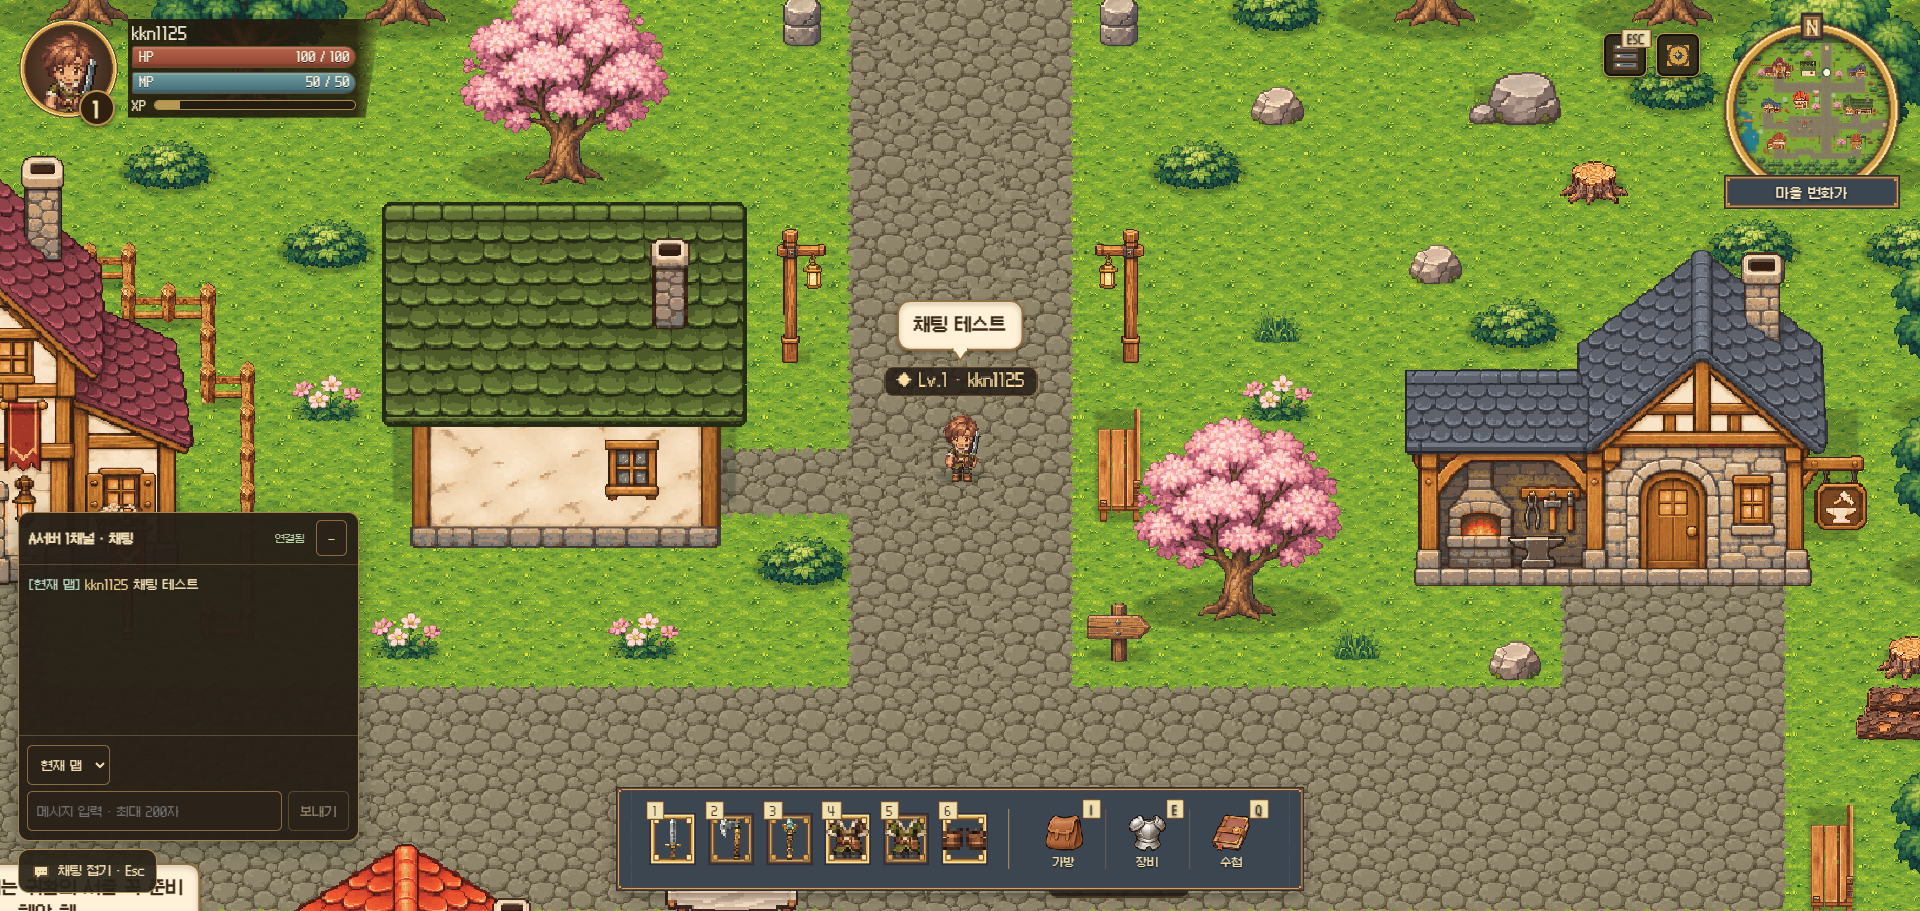 kkn1125
HP 100 / 100
MP 50 / 50
XP
1
ESC
N
마을 번화가
채팅 테스트
Lv.1 · kkn1125
A서버 1채널 · 채팅
연결됨
–
[현재 맵] kkn1125 채팅 테스트
현재 맵
메시지 입력 · 최대 200자
보내기
채팅 접기 · Esc
준비
1 2 3 4 5 6
I E Q
가방 장비 수첩